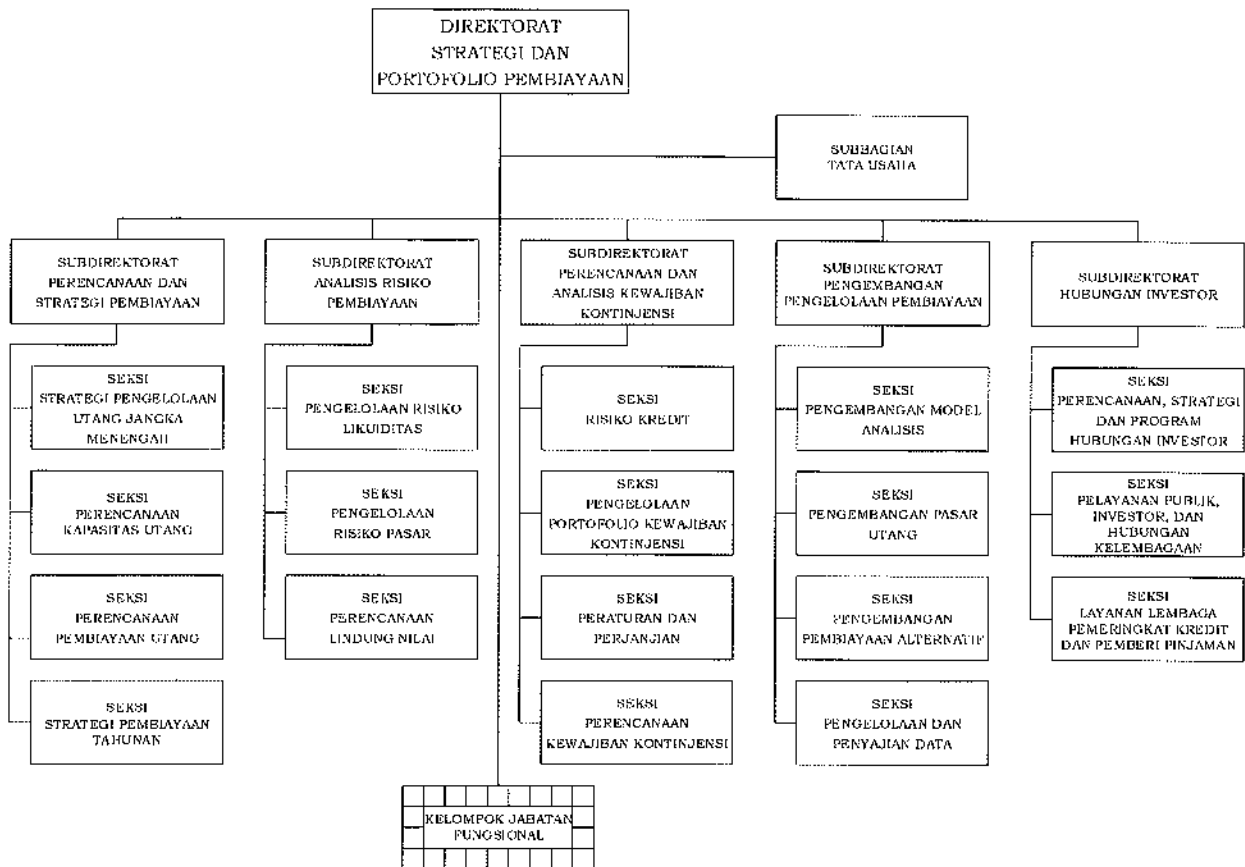 DIREKTORAT
STRATEGI DAN
PORTOFOLIO PEMBIAYAAN
SUBBAGIAN
TATA USAHA
SUBDIREKTORAT
PERENCANAAN DAN
STRATEGI PEMBIAYAAN
SEKSI
STRATEGI PENGELOLAAN
UTANG JANGKA
MENENGAH
SEKSI
PERENCANAAN
KAPASITAS UTANG
SEKSI
PERENCANAAN
PEMBIAYAAN UTANG
SEKSI
STRATEGI PEMBIAYAAN
TAHUNAN
SUBDIREKTORAT
ANALISIS RISIKO
PEMBIAYAAN
SEKSI
PENGELOLAAN RISIKO
LIKUIDITAS
SEKSI
PENGELOLAAN
RISIKO PASAR
SEKSI
PERENCANAAN
LINDUNG NILAI
SUBDIREKTORAT
PERENCANAAN DAN
ANALISIS KEWAJIBAN
KONTINJENSI
SEKSI
RISIKO KREDIT
SEKSI
PENGELOLAAN
PORTOFOLIO KEWAJIBAN
KONTINJENSI
SEKSI
PERATURAN DAN
PERJANJIAN
SEKSI
PERENCANAAN
KEWAJIBAN KONTINJENSI
SUBDIREKTORAT
PENGEMBANGAN
PENGELOLAAN PEMBIAYAAN
SEKSI
PENGEMBANGAN MODEL
ANALISIS
SEKSI
PENGEMBANGAN PASAR
UTANG
SEKSI
PENGEMBANGAN
PEMBIAYAAN ALTERNATIF
SEKSI
PENGELOLAAN DAN
PENYAJIAN DATA
SUBDIREKTORAT
HUBUNGAN INVESTOR
SEKSI
PERENCANAAN, STRATEGI
DAN PROGRAM
HUBUNGAN INVESTOR
SEKSI
PELAYANAN PUBLIK,
INVESTOR, DAN
HUBUNGAN
KELEMBAGAAN
SEKSI
LAYANAN LEMBAGA
PEMERINGKAT KREDIT
DAN PEMBERI PINJAMAN
KELOMPOK JABATAN
FUNGSIONAL